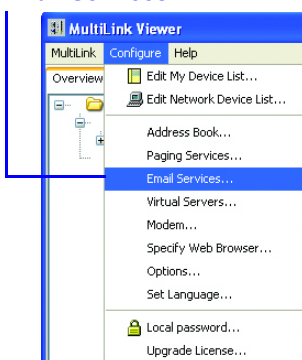 MultiLink Viewer
MultiLink Configure Help
Overview
Edit My Device List...
Edit Network Device List...
Address Book...
Paging Services...
Email Services...
Virtual Servers...
Modem...
Specify Web Browser...
Options...
Set Language...
Local password...
Upgrade License...